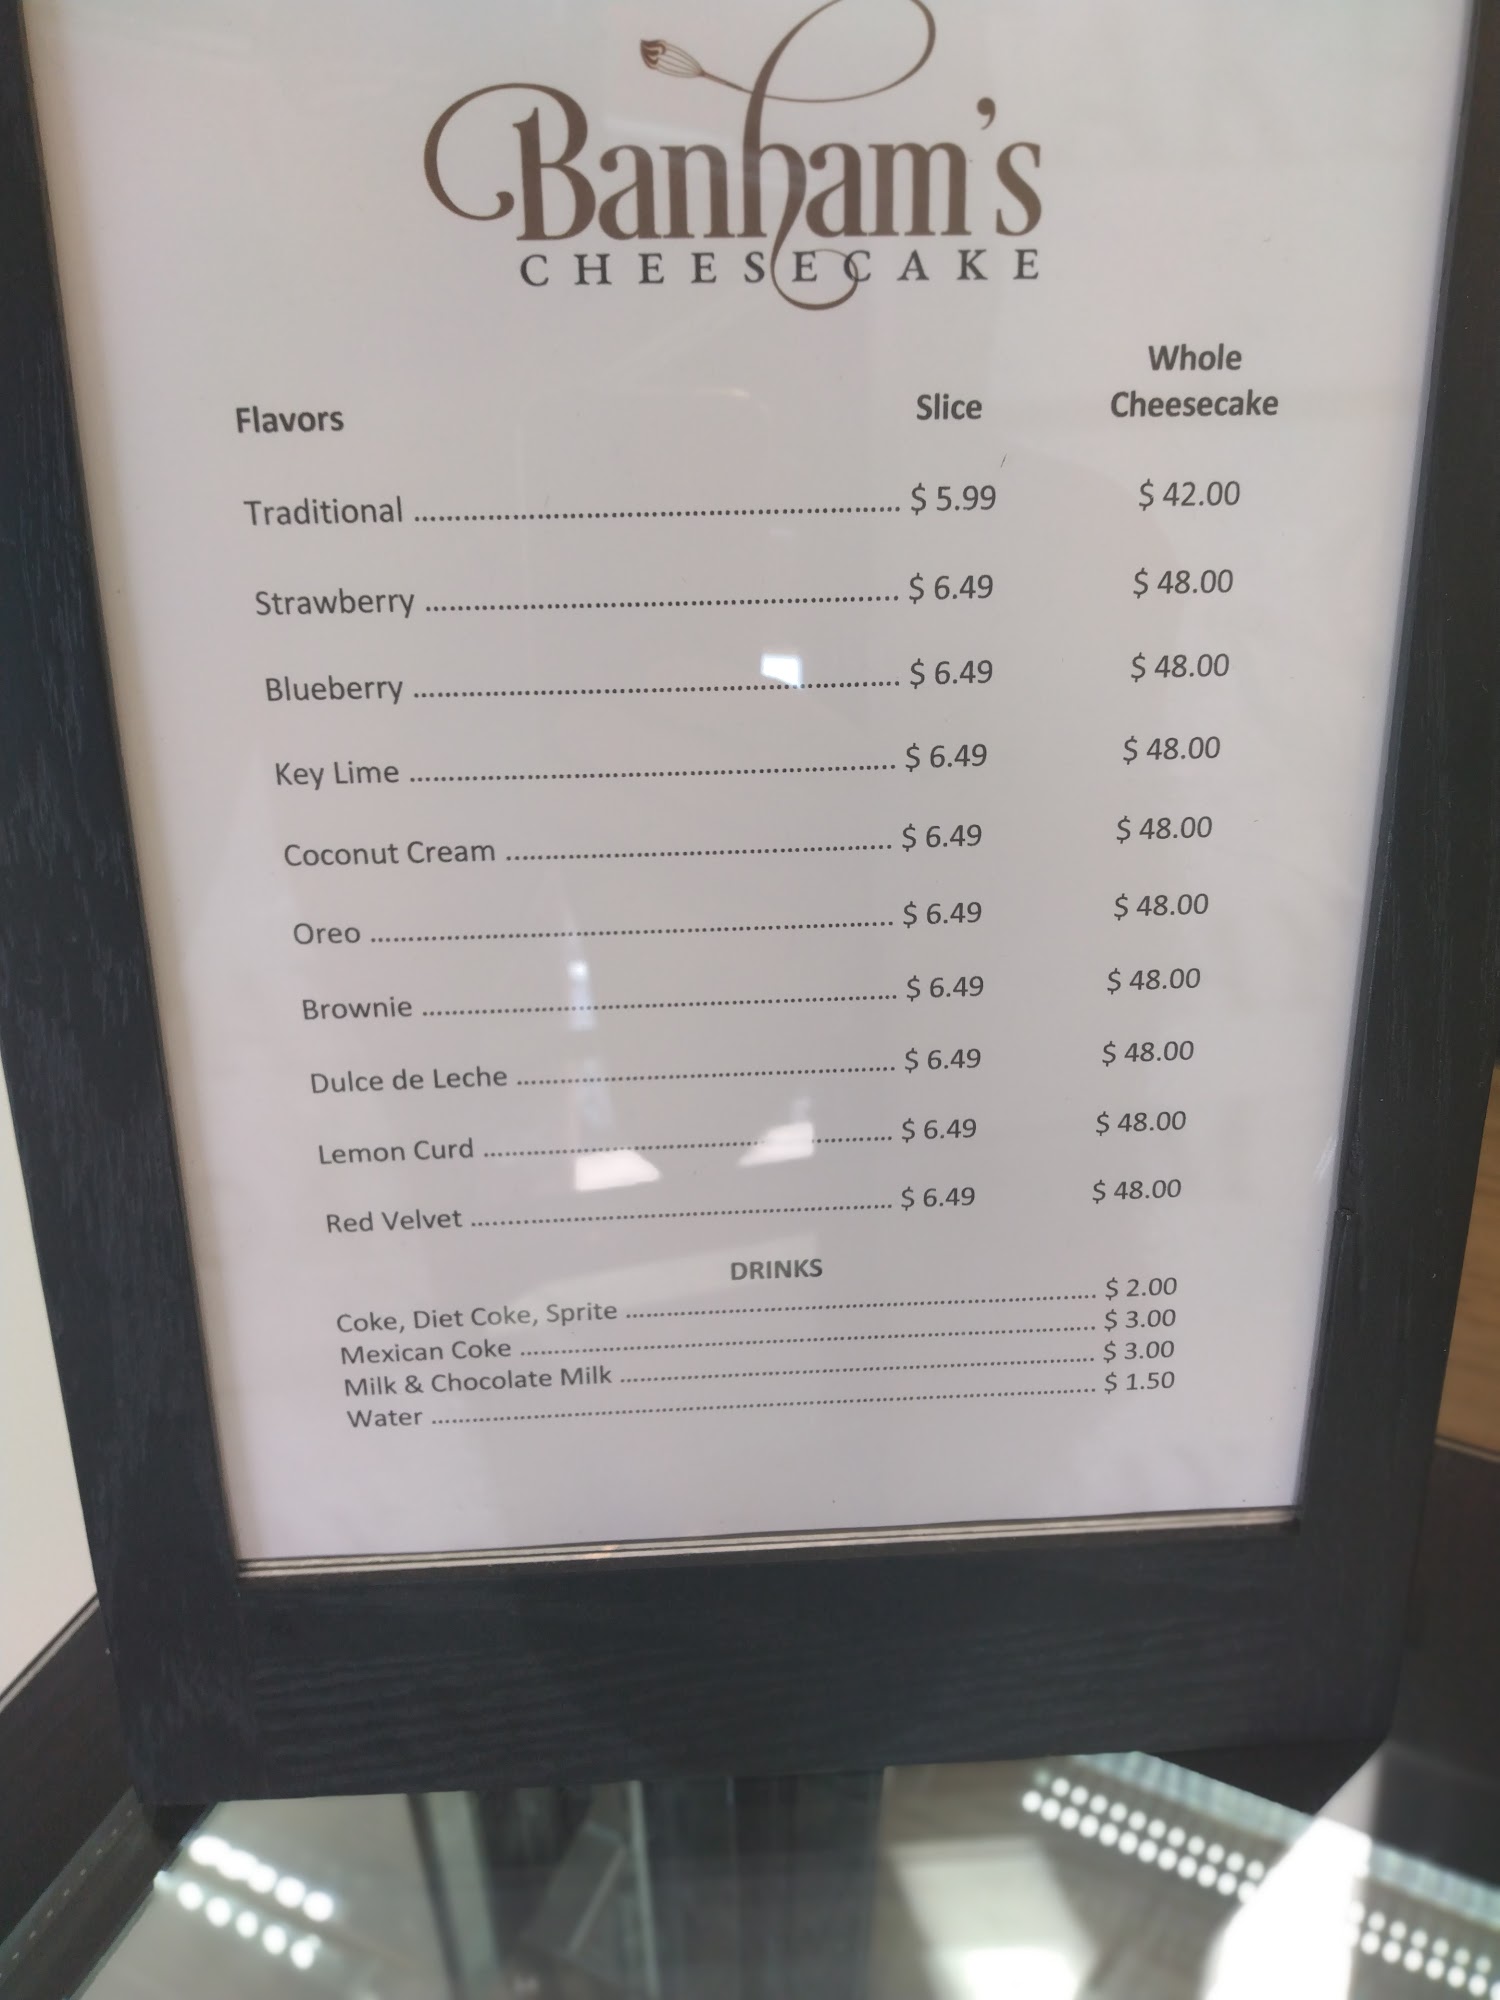 Banham's
CHEESECAKE
Flavors Slice Whole Cheesecake
Traditional ........ $ 5.99 $ 42.00
Strawberry ........ $ 6.49 $ 48.00
Blueberry ........ $ 6.49 $ 48.00
Key Lime ........ $ 6.49 $ 48.00
Coconut Cream ........ $ 6.49 $ 48.00
Oreo ........ $ 6.49 $ 48.00
Brownie ........ $ 6.49 $ 48.00
Dulce de Leche ........ $ 6.49 $ 48.00
Lemon Curd ........ $ 6.49 $ 48.00
Red Velvet ........ $ 6.49 $ 48.00
DRINKS
Coke, Diet Coke, Sprite ........ $ 2.00
Mexican Coke ........ $ 3.00
Milk & Chocolate Milk ........ $ 3.00
Water ........ $ 1.50